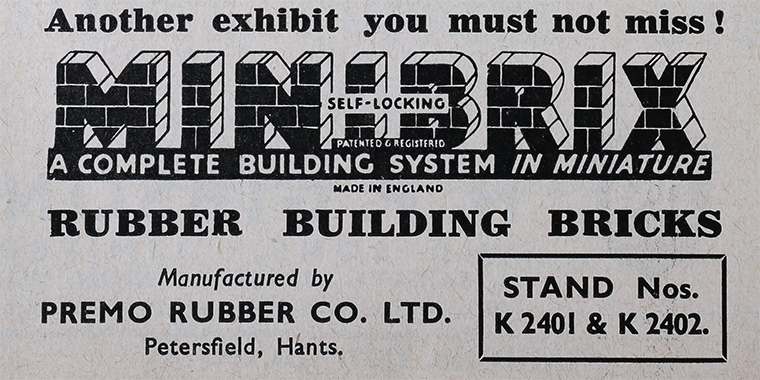 Another exhibit you must not miss!
MINIBRIX
SELF-LOCKING
PATENTED & REGISTERED
A COMPLETE BUILDING SYSTEM IN MINIATURE
MADE IN ENGLAND
RUBBER BUILDING BRICKS
Manufactured by
PREMO RUBBER CO. LTD.
Petersfield, Hants.
STAND Nos.
K 2401 & K 2402.